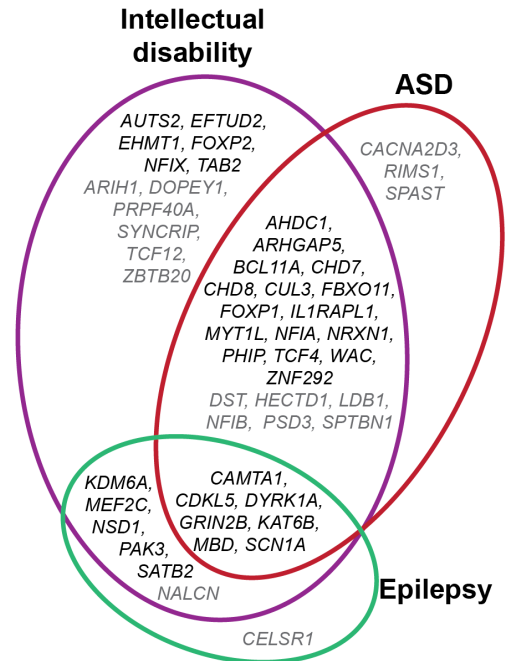 Intellectual
disability
ASD
AUTS2, EFTUD2,
EHMT1, FOXP2,
NFIX, TAB2
ARIH1, DOPEY1,
PRPF40A,
SYNCRIP,
TCF12,
ZBTB20
CACNA2D3,
RIMS1,
SPAST
AHDC1,
ARHGAP5,
BCL11A, CHD7,
CHD8, CUL3, FBXO11,
FOXP1, IL1RAPL1,
MYT1L, NFIA, NRXN1,
PHIP, TCF4, WAC,
ZNF292
DST, HECTD1, LDB1,
NFIB, PSD3, SPTBN1
KDM6A,
MEF2C,
NSD1,
PAK3,
SATB2
NALCN
CAMTA1,
CDKL5, DYRK1A,
GRIN2B, KAT6B,
MBD, SCN1A
Epilepsy
CELSR1